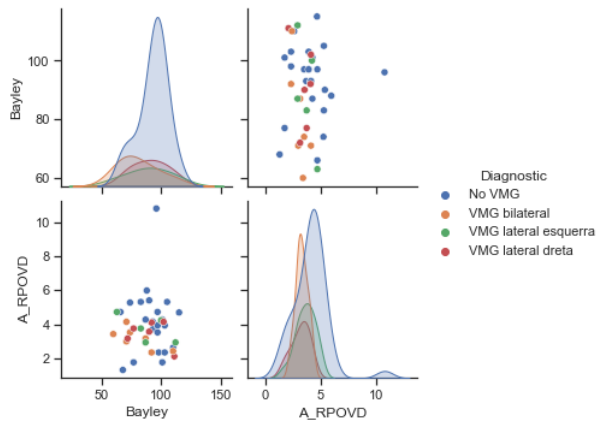 Bayley
100
80
60
Diagnostic
No VMG
VMG bilateral
VMG lateral esquerra
VMG lateral dreta
A_RPOVD
10
8
6
4
2
50
100
150
0
5
10
Bayley
A_RPOVD